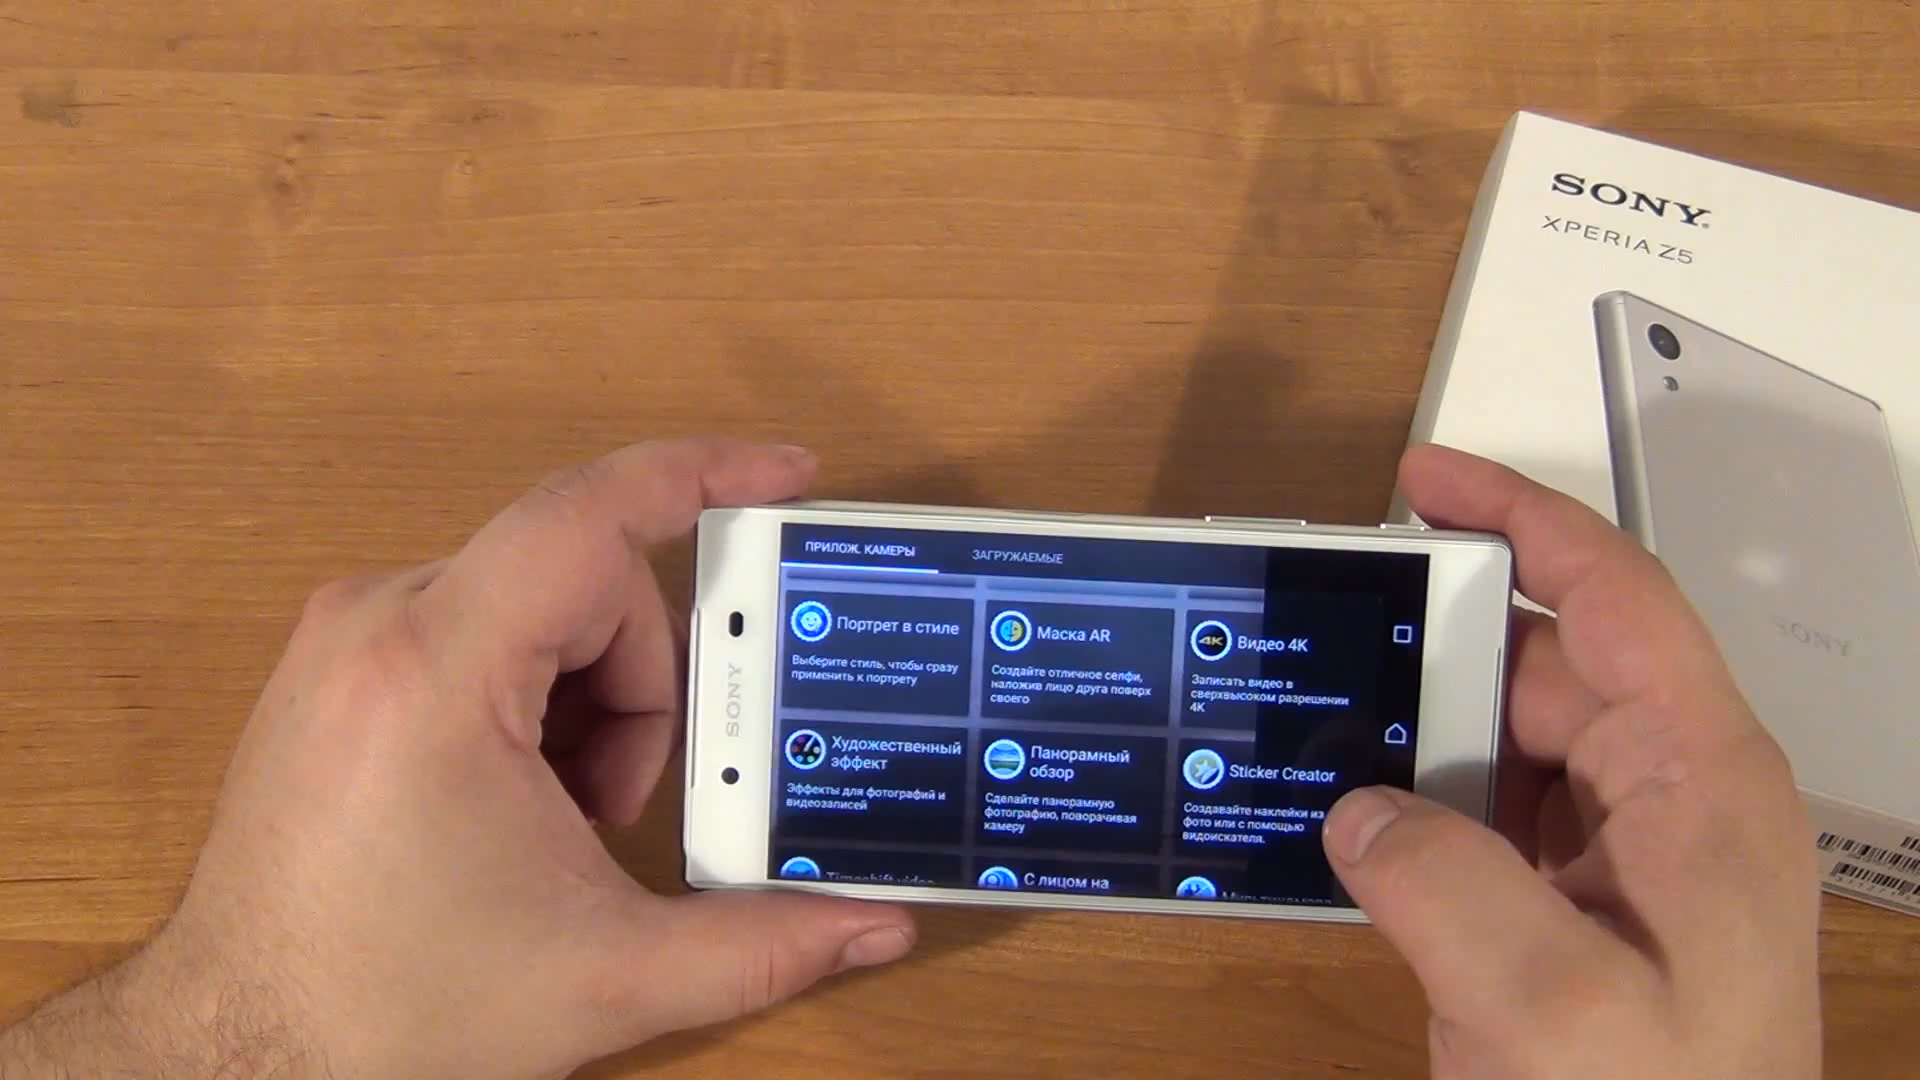 SONY
XPERIA Z5
SONY
SONY
ПРИЛОЖ. КАМЕРЫ
ЗАГРУЖАЕМЫЕ
Портрет в стиле
Выберите стиль, чтобы сразу
применить к портрету
Маска AR
Создайте отличное селфи,
наложив лицо друга поверх
своего
4K
Видео 4K
Записать видео в
сверхвысоком разрешении
4K
Художественный
эффект
Эффекты для фотографий и
видеозаписей
Панорамный
обзор
Сделайте панорамную
фотографию, поворачивая
камеру
Sticker Creator
Создавайте наклейки из
фото или с помощью
видоискателя.
Timeshift video
С лицом на